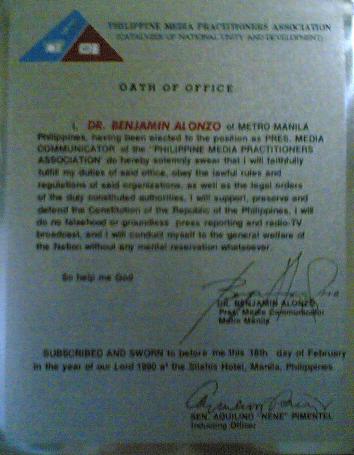 PHILIPPINE MEDIA PRACTITIONERS ASSOCIATION
(CATALYZER OF NATIONAL UNITY AND DEVELOPMENT)
OATH OF OFFICE
I, DR. BENJAMIN ALONZO of METRO MANILA
Philippines, having been elected to the position as PRES. MEDIA
COMMUNICATOR of the "PHILIPPINE MEDIA PRACTITIONERS
ASSOCIATION" do hereby solemnly swear that I will faithfully
fulfill my duties of said office, obey the lawful rules and
regulations of said organizations, as well as the legal orders
of the duly constituted authorities, I will support, preserve and
defend the Constitution of the Republic of the Philippines, I will
do no falsehood or groundless press reporting and radio-TV
broadcast, and I will conduct myself to the general welfare of
the Nation without any mental reservation whatsoever.
So help me God
DR. BENJAMIN ALONZO
Pres. Media Communicator
Metro Manila
SUBSCRIBED AND SWORN to before me this 18th day of February
in the year of our Lord 1990 at the Silahis Hotel, Manila, Philippines
SEN. AQUILINO "NENE" PIMENTEL
Inducting Officer